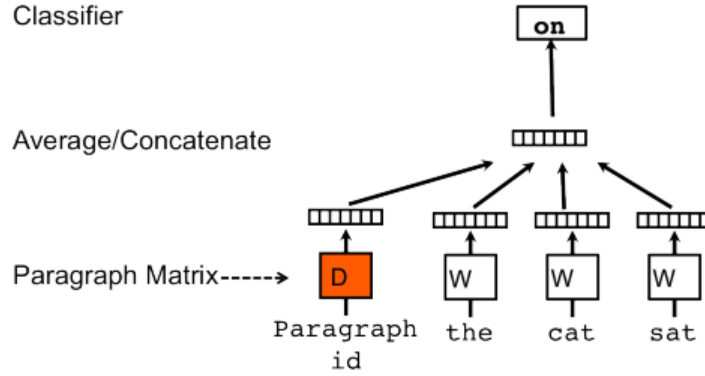 Classifier
on
Average/Concatenate
Paragraph Matrix
D
W
W
W
Paragraph
id
the
cat
sat